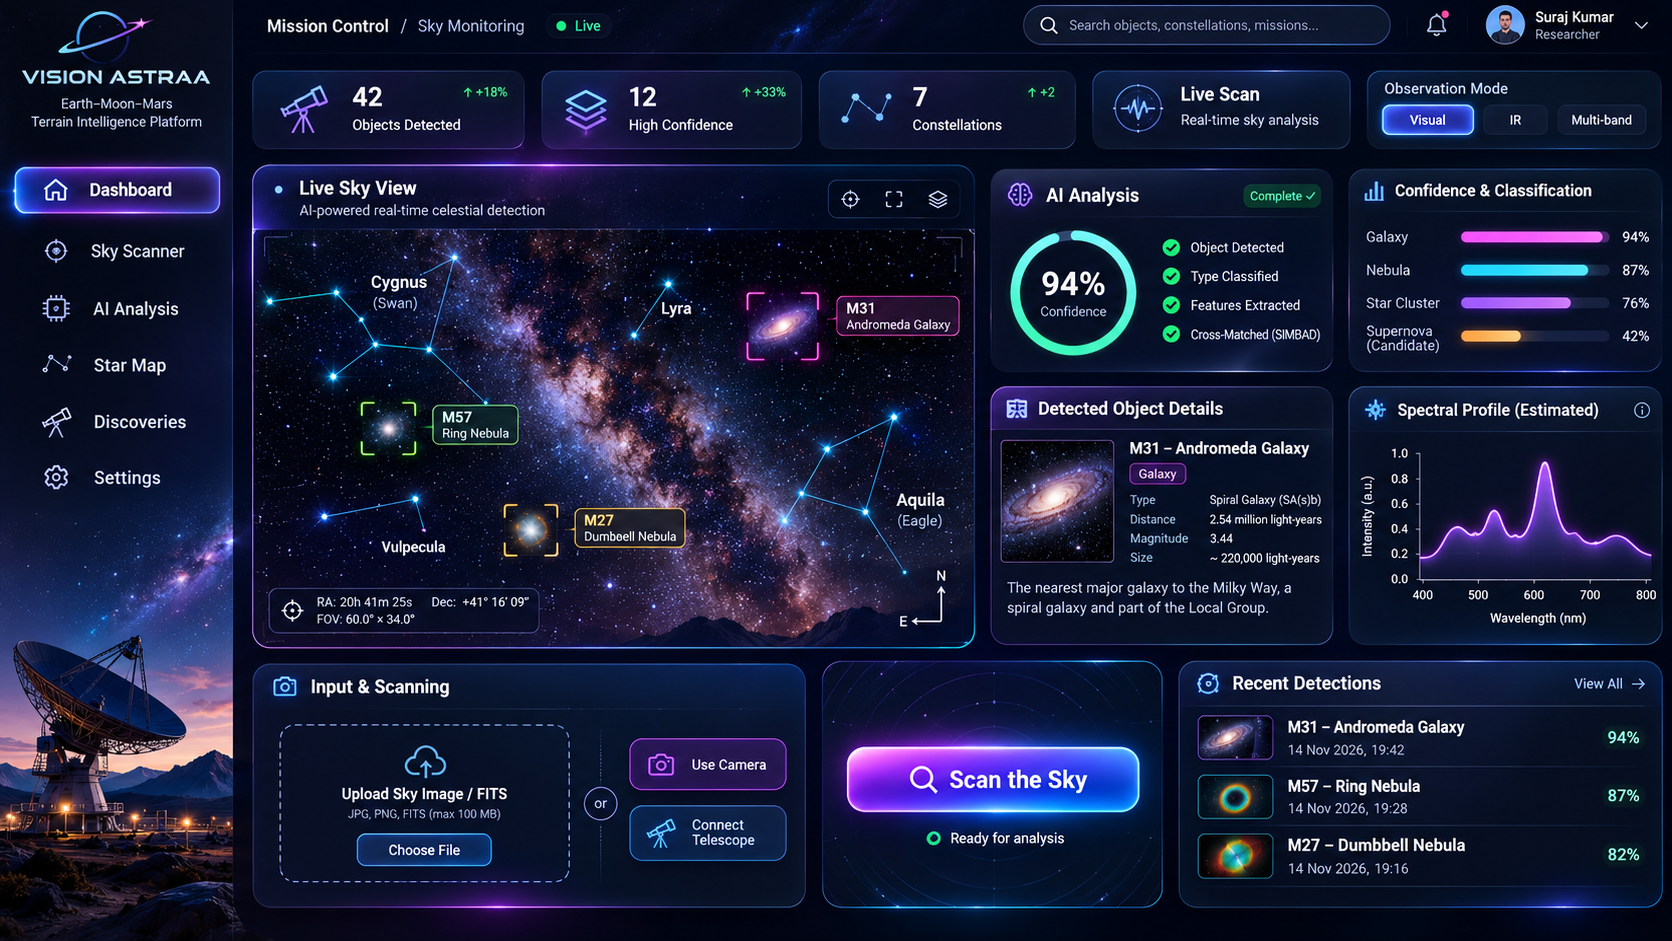 VISION ASTRAA
Earth–Moon–Mars
Terrain Intelligence Platform
Dashboard
Sky Scanner
AI Analysis
Star Map
Discoveries
Settings
Mission Control / Sky Monitoring
Live
Search objects, constellations, missions...
Suraj Kumar
Researcher
42
Objects Detected
↑ +18%
12
High Confidence
↑ +33%
7
Constellations
↑ +2
Live Scan
Real-time sky analysis
Observation Mode
Visual
IR
Multi-band
Live Sky View
AI-powered real-time celestial detection
Cygnus
(Swan)
Lyra
M31
Andromeda Galaxy
M57
Ring Nebula
Aquila
(Eagle)
M27
Dumbbell Nebula
Vulpecula
RA: 20h 41m 25s Dec: +41° 16′ 09″
FOV: 60.0° × 34.0°
N
E
AI Analysis
Complete ✓
94%
Confidence
Object Detected
Type Classified
Features Extracted
Cross-Matched (SIMBAD)
Confidence & Classification
Galaxy 94%
Nebula 87%
Star Cluster 76%
Supernova
(Candidate) 42%
Detected Object Details
M31 – Andromeda Galaxy
Galaxy
Type Spiral Galaxy (SA(s)b)
Distance 2.54 million light-years
Magnitude 3.44
Size ~ 220,000 light-years
The nearest major galaxy to the Milky Way, a
spiral galaxy and part of the Local Group.
Spectral Profile (Estimated)
Intensity (a.u.)
1.0
0.8
0.6
0.4
0.2
0.0
400 500 600 700 800
Wavelength (nm)
Input & Scanning
Upload Sky Image / FITS
JPG, PNG, FITS (max 100 MB)
Choose File
or
Use Camera
Connect
Telescope
Scan the Sky
Ready for analysis
Recent Detections
View All →
M31 – Andromeda Galaxy
14 Nov 2026, 19:42
94%
M57 – Ring Nebula
14 Nov 2026, 19:28
87%
M27 – Dumbbell Nebula
14 Nov 2026, 19:16
82%